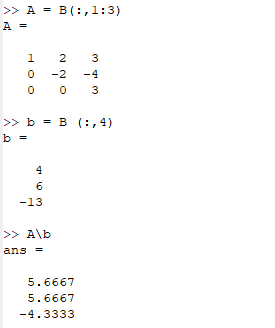 >> A = B(:,1:3)
A =
1 2 3
0 -2 -4
0 0 3
>> b = B (:,4)
b =
4
6
-13
>> A\b
ans =
5.6667
5.6667
-4.3333